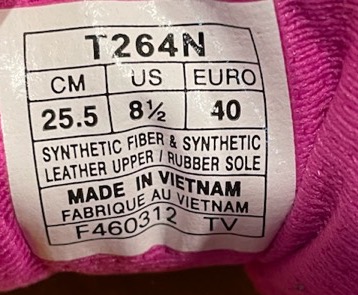 T264N
CM US EURO
25.5 8½ 40
SYNTHETIC FIBER & SYNTHETIC
LEATHER UPPER / RUBBER SOLE
MADE IN VIETNAM
FABRIQUE AU VIETNAM
F460312 TV